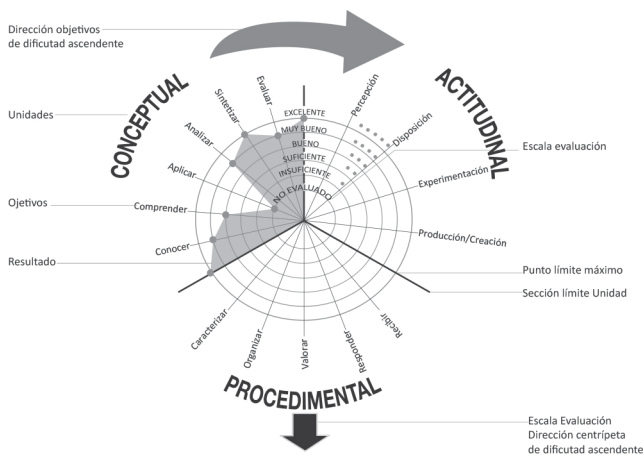 Dirección objetivos
de dificutad ascendente
Unidades
Ojetivos
Resultado
CONCEPTUAL
Conocer
Comprender
Aplicar
Analizar
Sintetizar
Evaluar
EXCELENTE
MUY BUENO
BUENO
SUFICIENTE
INSUFICIENTE
NO EVALUADO
ACTITUDINAL
Percepción
Disposición
Experimentación
Producción/Creación
Escala evaluación
Punto límite máximo
Sección límite Unidad
Caracterizar
Organizar
Valorar
Responder
Recibir
PROCEDIMENTAL
Escala Evaluación
Dirección centrípeta
de dificutad ascendente